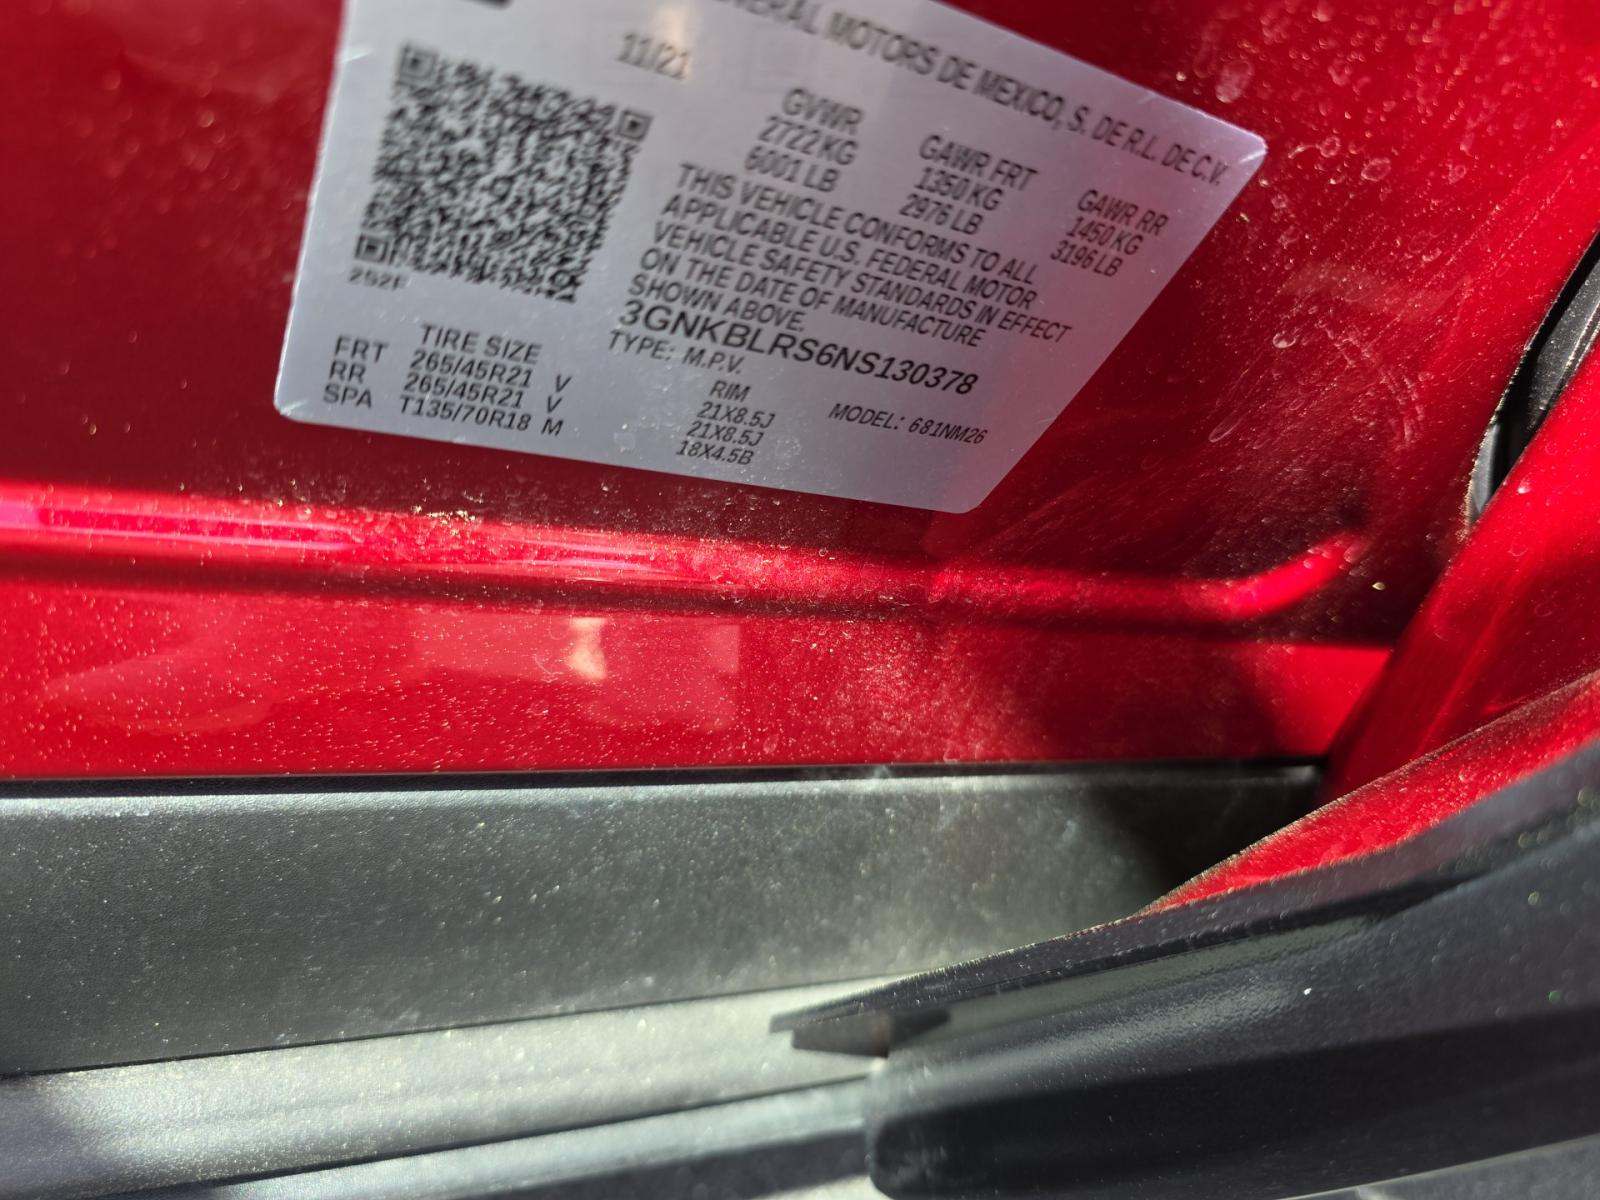 GENERAL MOTORS DE MEXICO, S. DE R.L. DE C.V.
11/21
GVWR GAWR FRT GAWR RR
2722 KG 1350 KG 1450 KG
6001 LB 2976 LB 3196 LB
THIS VEHICLE CONFORMS TO ALL
APPLICABLE U.S. FEDERAL MOTOR
VEHICLE SAFETY STANDARDS IN EFFECT
ON THE DATE OF MANUFACTURE
SHOWN ABOVE.
3GNKBLRS6NS130378
TYPE: M.P.V.
MODEL: 681NM26
TIRE SIZE RIM
FRT 265/45R21 V 21X8.5J
RR 265/45R21 V 21X8.5J
SPA T135/70R18 M 18X4.5B